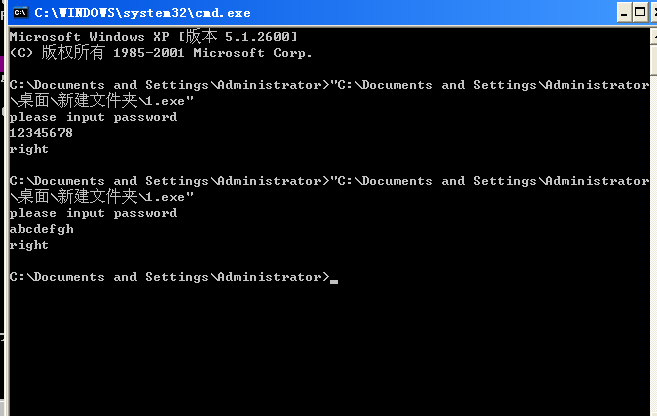 C:\WINDOWS\system32\cmd.exe
Microsoft Windows XP [版本 5.1.2600]
(C) 版权所有 1985-2001 Microsoft Corp.
C:\Documents and Settings\Administrator>"C:\Documents and Settings\Administrator
\桌面\新建文件夹\1.exe"
please input password
12345678
right
C:\Documents and Settings\Administrator>"C:\Documents and Settings\Administrator
\桌面\新建文件夹\1.exe"
please input password
abcdefgh
right
C:\Documents and Settings\Administrator>